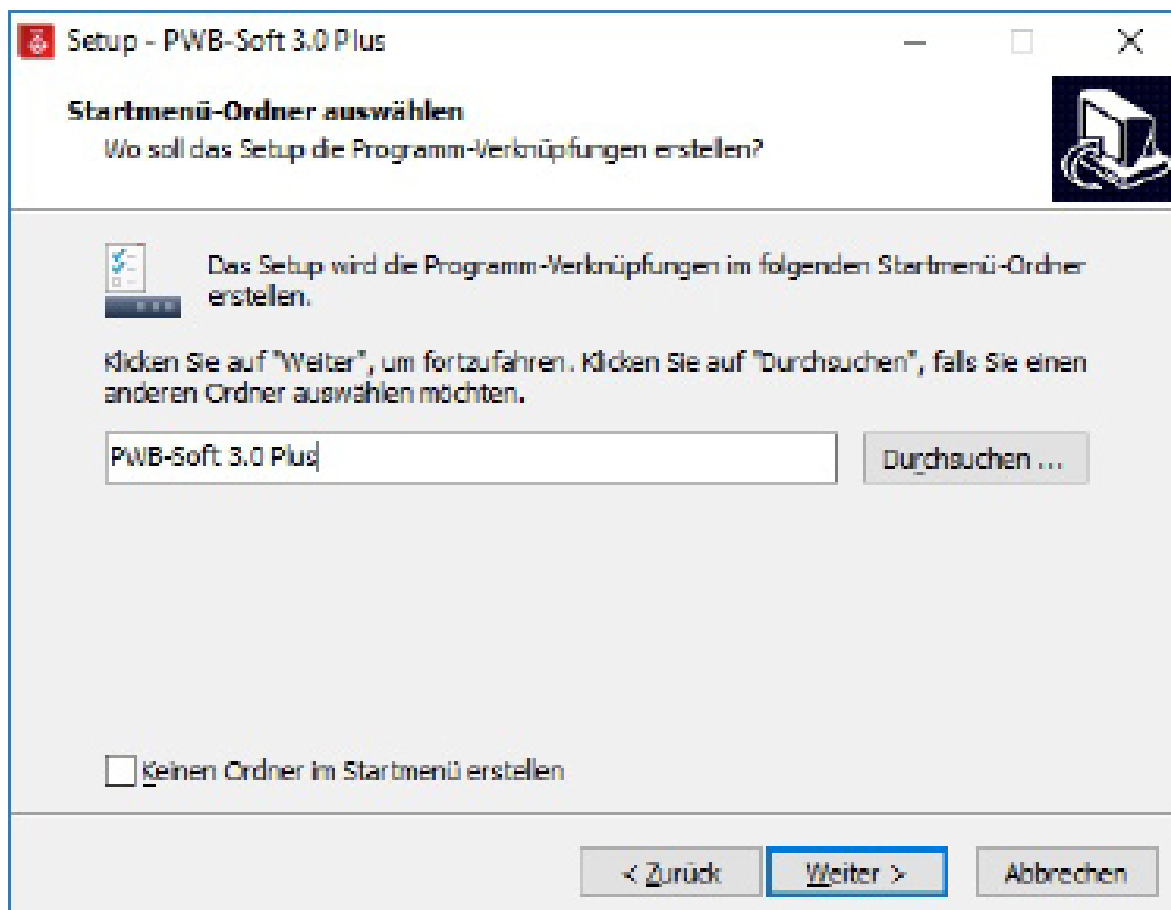 Setup - PWB-Soft 3.0 Plus
Startmenü-Ordner auswählen
Wo soll das Setup die Programm-Verknüpfungen erstellen?
Das Setup wird die Programm-Verknüpfungen im folgenden Startmenü-Ordner
erstellen.
Klicken Sie auf "Weiter", um fortzufahren. Klicken Sie auf "Durchsuchen", falls Sie einen
anderen Ordner auswählen möchten.
PWB-Soft 3.0 Plus
Durchsuchen ...
Keinen Ordner im Startmenü erstellen
< Zurück
Weiter >
Abbrechen